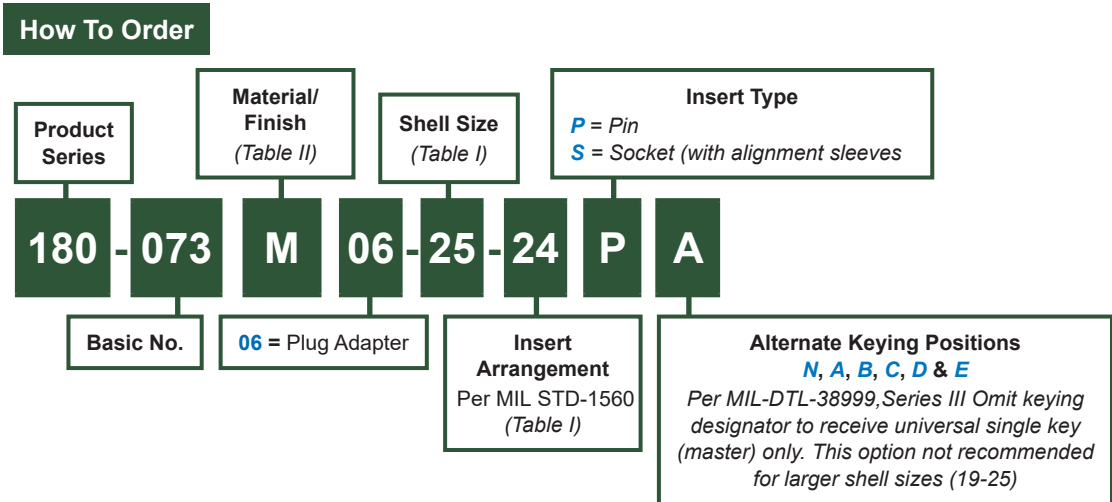 How To Order
Product
Series
Material/
Finish
(Table II)
Shell Size
(Table I)
Insert Type
P = Pin
S = Socket (with alignment sleeves
180 - 073 M 06 - 25 - 24 P A
Basic No.
06 = Plug Adapter
Insert
Arrangement
Per MIL STD-1560
(Table I)
Alternate Keying Positions
N, A, B, C, D & E
Per MIL-DTL-38999,Series III Omit keying
designator to receive universal single key
(master) only. This option not recommended
for larger shell sizes (19-25)